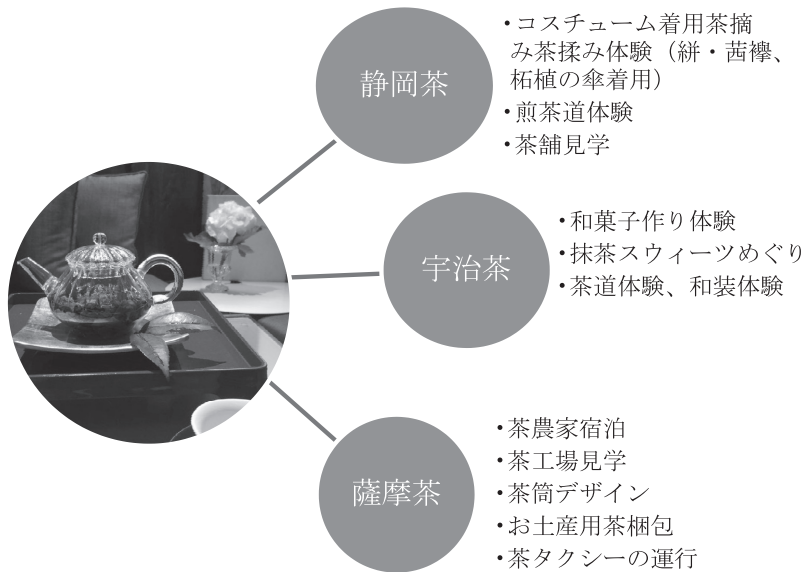 静岡茶
・コスチューム着用茶摘
み茶揉み体験（絣・茜襷、
柘植の傘着用）
・煎茶道体験
・茶舗見学
宇治茶
・和菓子作り体験
・抹茶スウィーツめぐり
・茶道体験、和装体験
薩摩茶
・茶農家宿泊
・茶工場見学
・茶筒デザイン
・お土産用茶梱包
・茶タクシーの運行